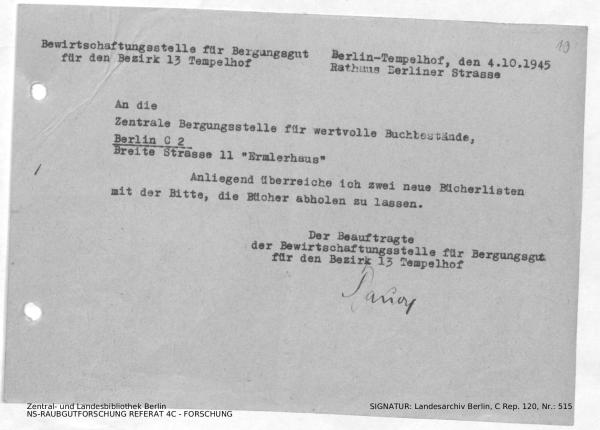 19
Bewirtschaftungsstelle für Bergungsgut
für den Bezirk 13 Tempelhof
Berlin-Tempelhof, den 4.10.1945
Rathaus Berliner Strasse
An die
Zentrale Bergungsstelle für wertvolle Buchbestände,
Berlin C 2
Breite Strasse 11 "Ermlerhaus"
Anliegend überreiche ich zwei neue Bücherlisten
mit der Bitte, die Bücher abholen zu lassen.
Der Beauftragte
der Bewirtschaftungsstelle für Bergungsgut
für den Bezirk 13 Tempelhof
Zentral- und Landesbibliothek Berlin
NS-RAUBGUTFORSCHUNG REFERAT 4C - FORSCHUNG
SIGNATUR: Landesarchiv Berlin, C Rep. 120, Nr.: 515